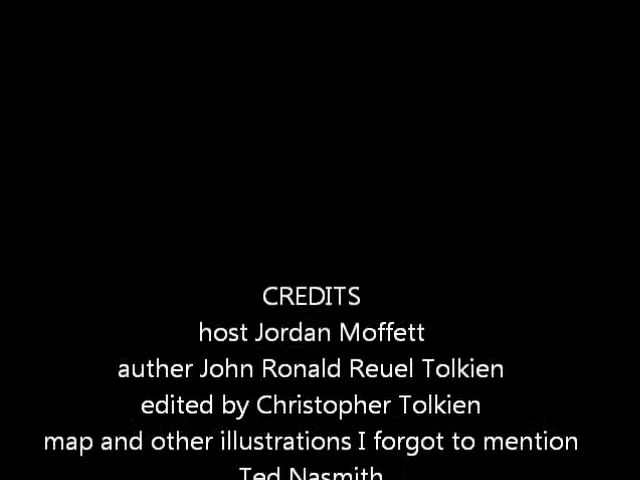 CREDITS
host Jordan Moffett
auther John Ronald Reuel Tolkien
edited by Christopher Tolkien
map and other illustrations I forgot to mention
Ted Nasmith